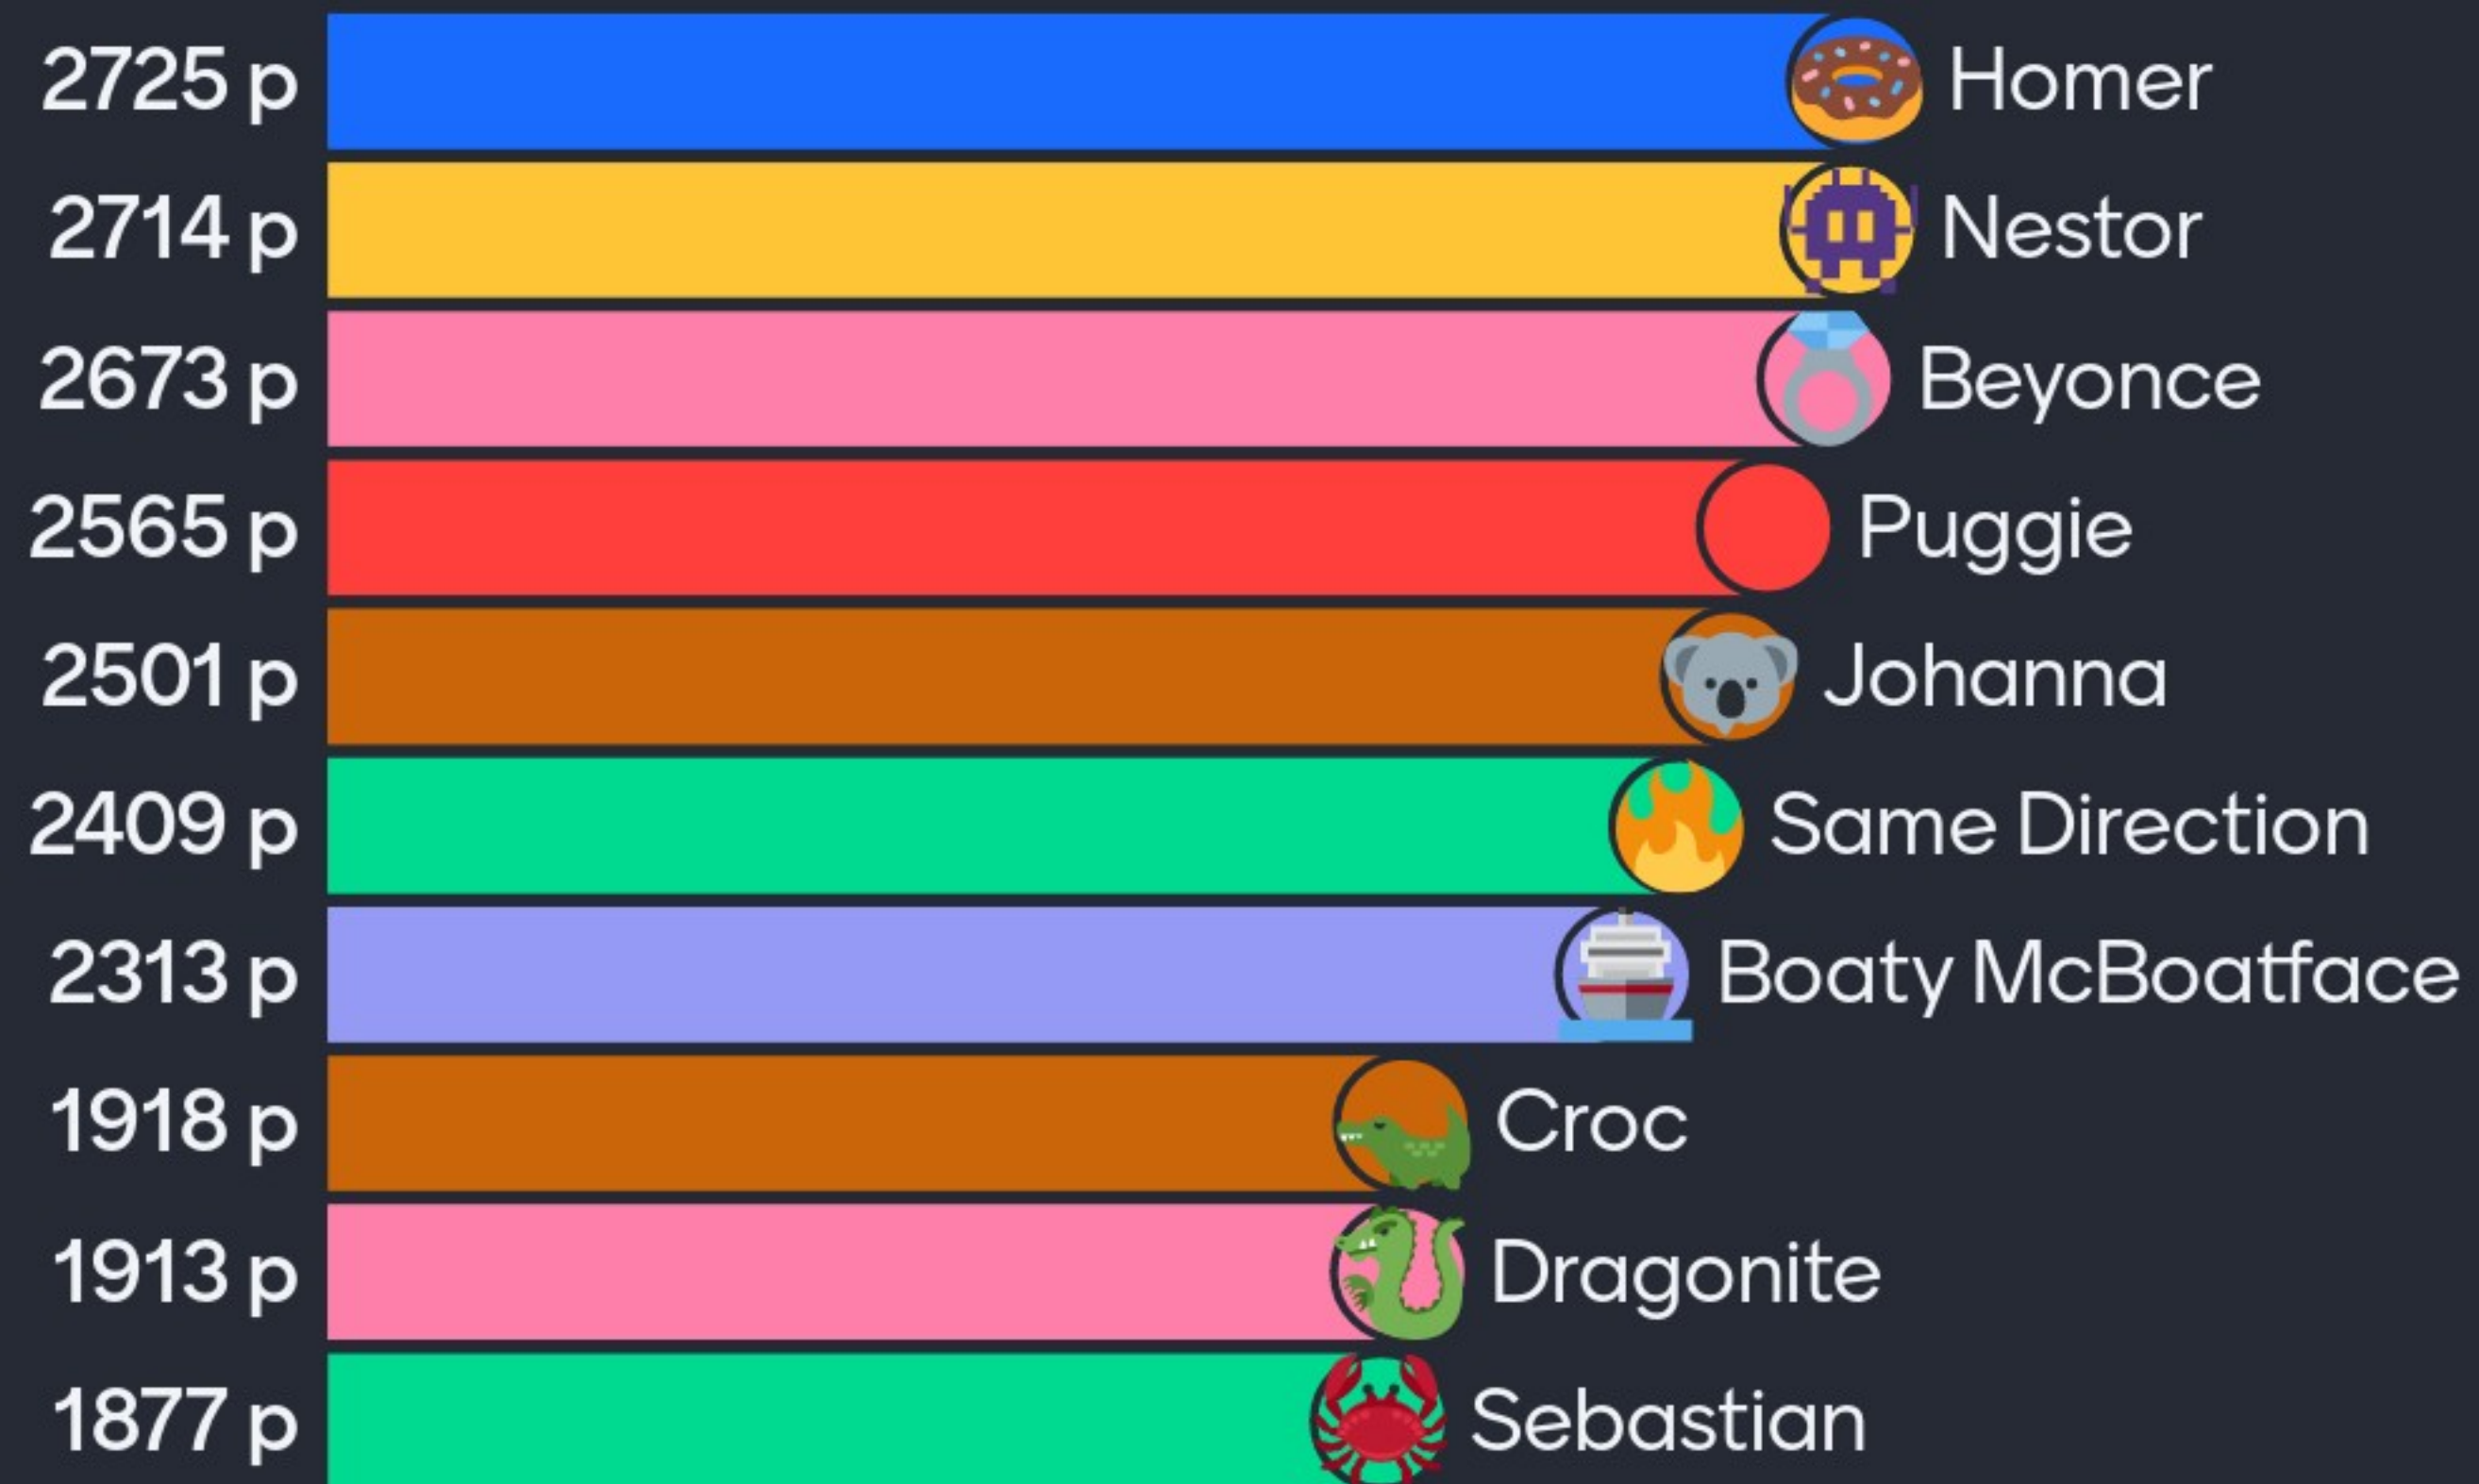 2725 p Homer
2714 p Nestor
2673 p Beyonce
2565 p Puggie
2501 p Johanna
2409 p Same Direction
2313 p Boaty McBoatface
1918 p Croc
1913 p Dragonite
1877 p Sebastian